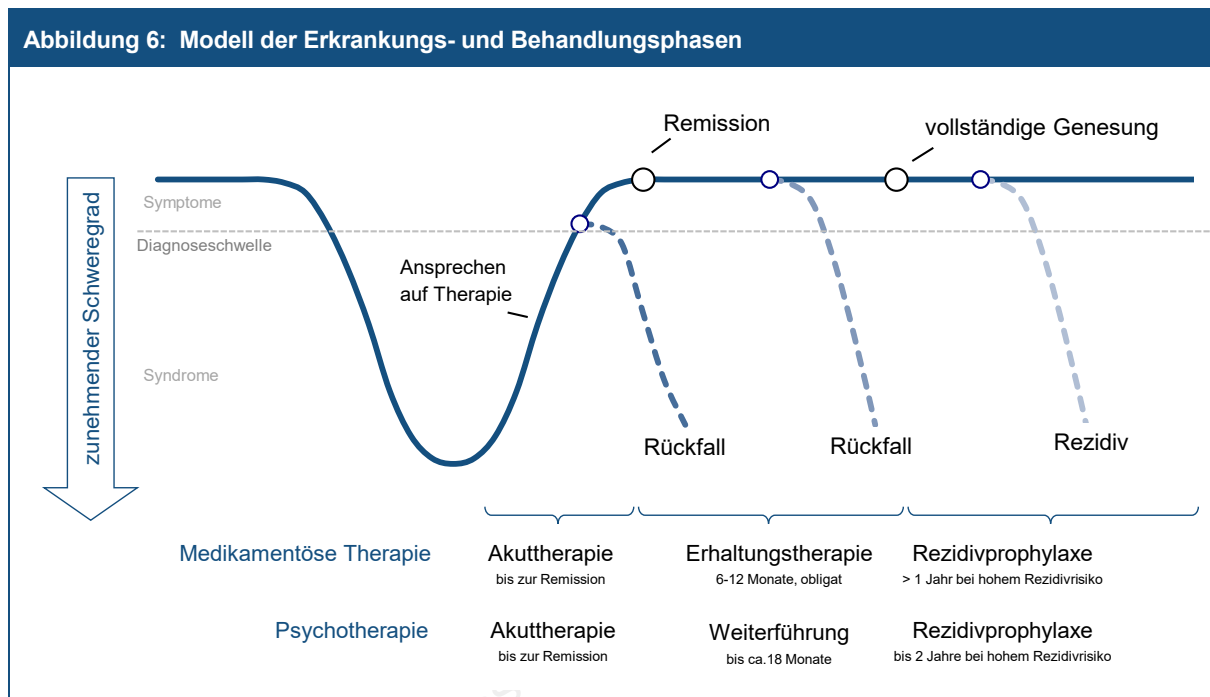 Abbildung 6: Modell der Erkrankungs- und Behandlungsphasen
Remission
vollständige Genesung
zunehmender Schweregrad
Symptome
Diagnoseschwelle
Ansprechen
auf Therapie
Syndrome
Rückfall
Rückfall
Rezidiv
Medikamentöse Therapie
Akuttherapie
bis zur Remission
Erhaltungstherapie
6-12 Monate, obligat
Rezidivprophylaxe
> 1 Jahr bei hohem Rezidivrisiko
Psychotherapie
Akuttherapie
bis zur Remission
Weiterführung
bis ca.18 Monate
Rezidivprophylaxe
bis 2 Jahre bei hohem Rezidivrisiko